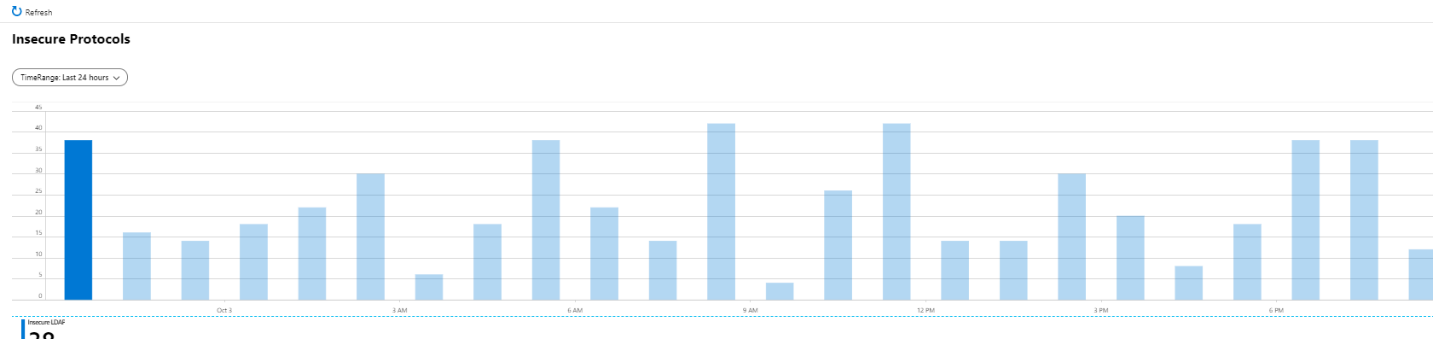 Refresh
Insecure Protocols
TimeRange: Last 24 hours
45
40
35
30
25
20
15
10
5
0
Oct 3 3 AM 6 AM 9 AM 12 PM 3 PM 6 PM
Insecure LDAP
38